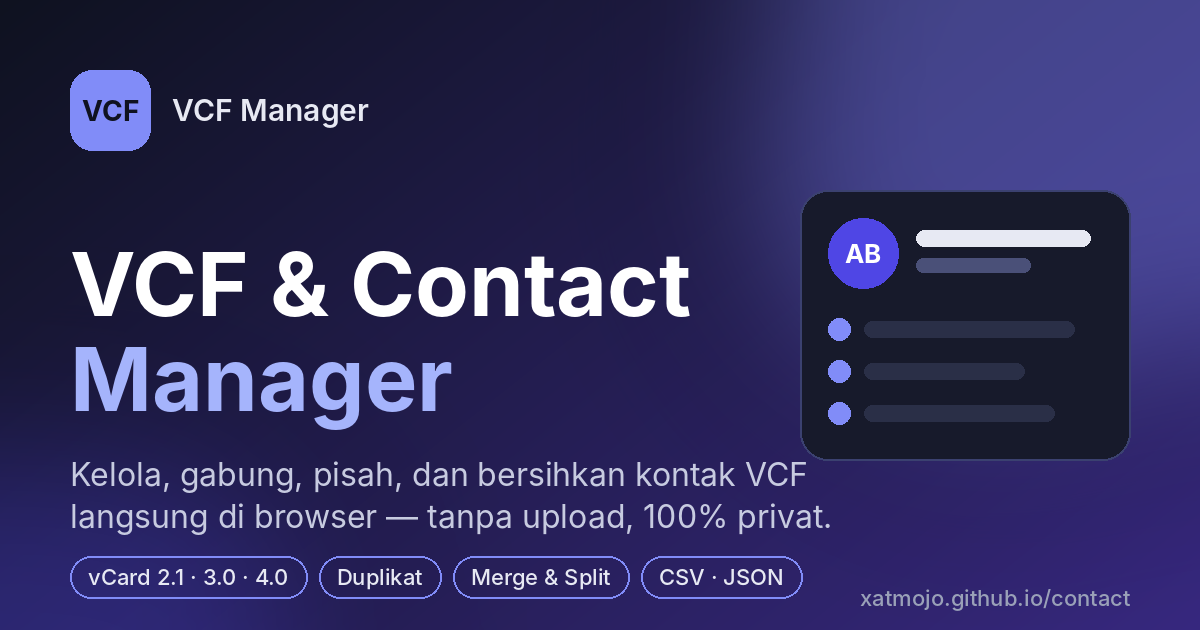 VCF
VCF Manager
VCF & Contact
Manager
AB
Kelola, gabung, pisah, dan bersihkan kontak VCF
langsung di browser — tanpa upload, 100% privat.
vCard 2.1 · 3.0 · 4.0
Duplikat
Merge & Split
CSV · JSON
xatmojo.github.io/contact